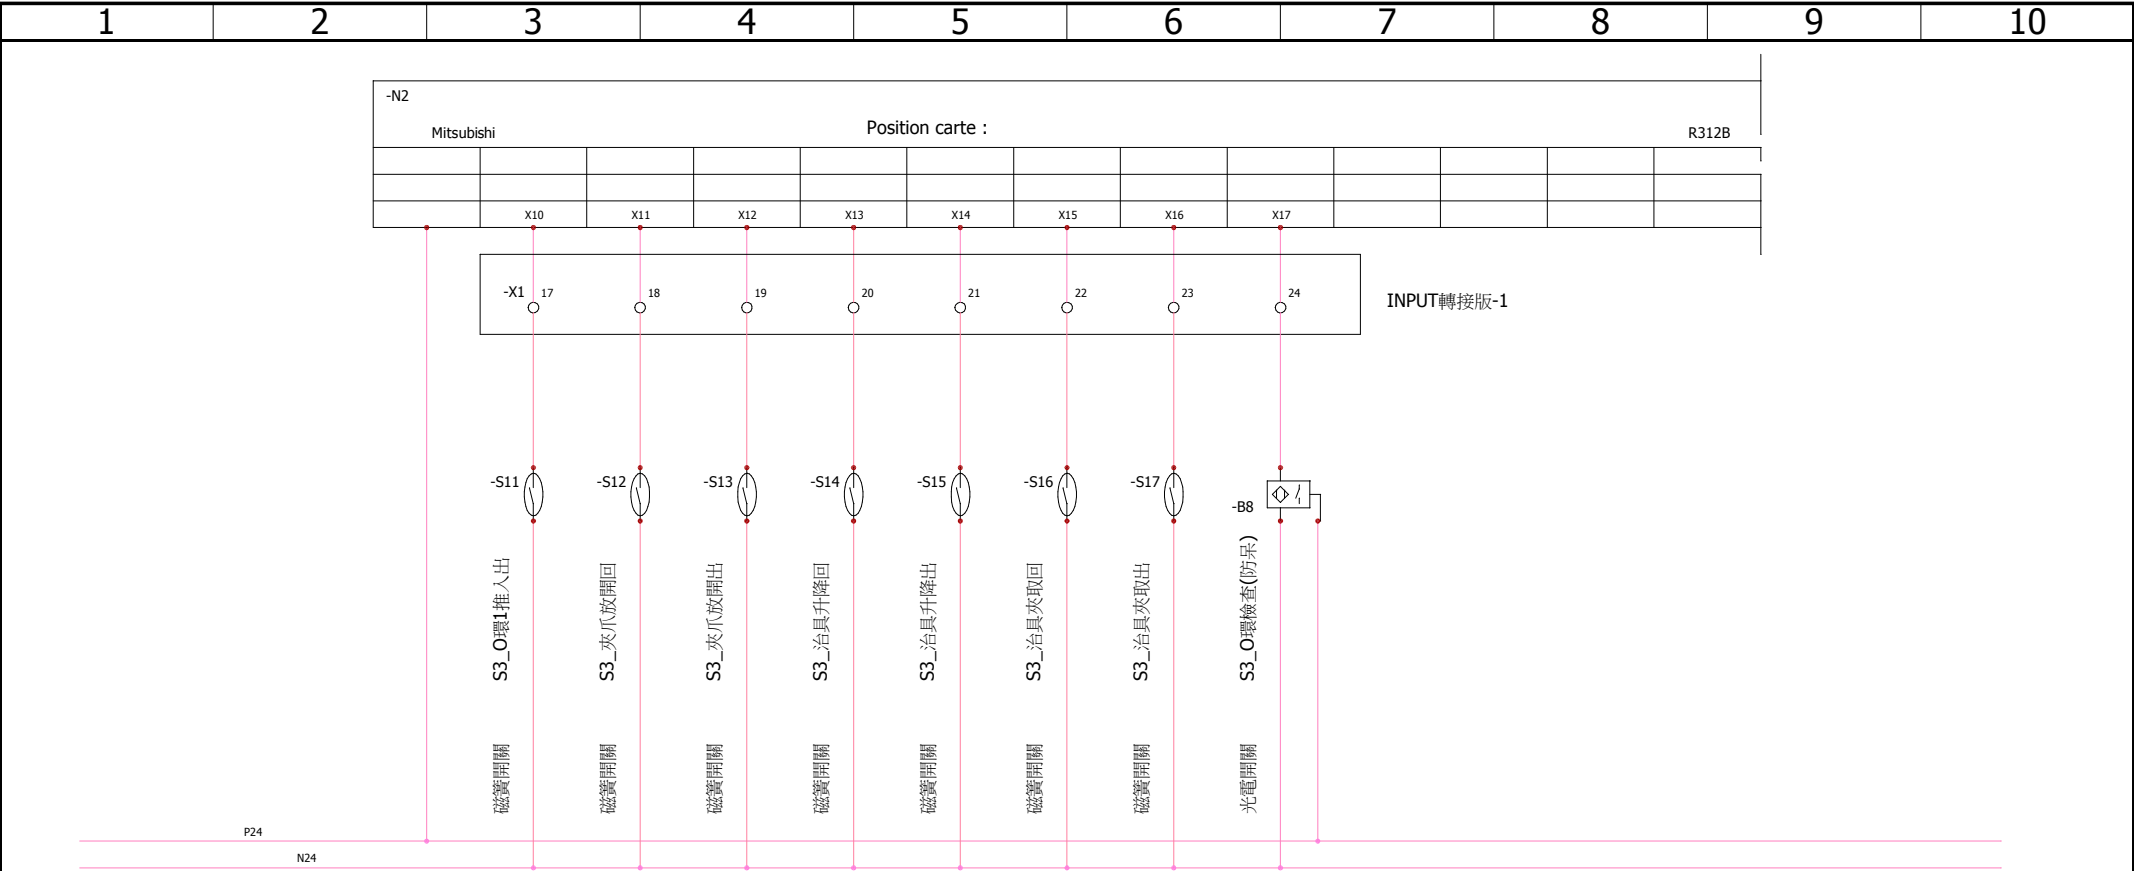 1 2 3 4 5 6 7 8 9 10
-N2
Mitsubishi Position carte : R312B
X10 X11 X12 X13 X14 X15 X16 X17
-X1 17 18 19 20 21 22 23 24
INPUT轉接版-1
-S11 -S12 -S13 -S14 -S15 -S16 -S17
-B8
S3_O環1推入出
S3_夾爪放開回
S3_夾爪放開出
S3_治具升降回
S3_治具升降出
S3_治具夾取回
S3_治具夾取出
S3_O環檢查(防呆)
磁簧開關
磁簧開關
磁簧開關
磁簧開關
磁簧開關
磁簧開關
磁簧開關
光電開關
P24
N24